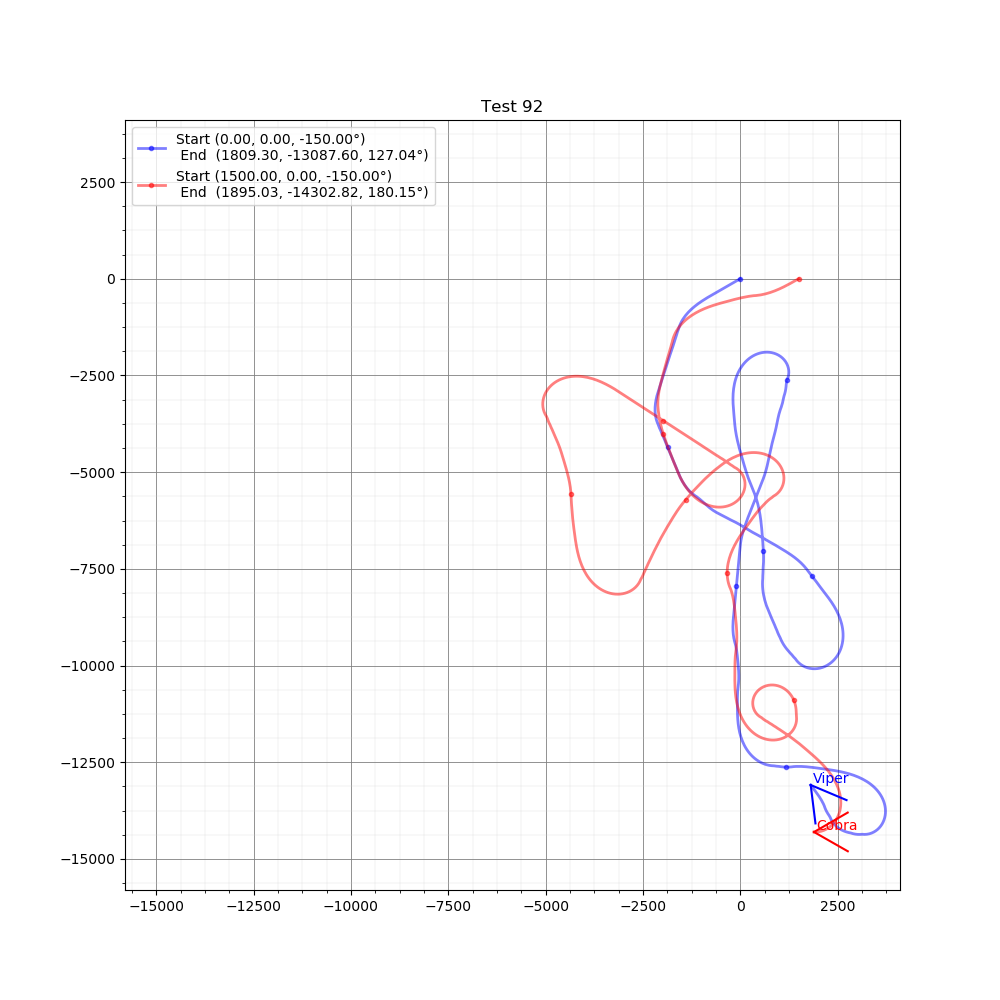 Test 92
Start (0.00, 0.00, -150.00°)
End (1809.30, -13087.60, 127.04°)
Start (1500.00, 0.00, -150.00°)
End (1895.03, -14302.82, 180.15°)
2500
0
−2500
−5000
−7500
−10000
−12500
−15000
Viper
Cobra
−15000 −12500 −10000 −7500 −5000 −2500 0 2500